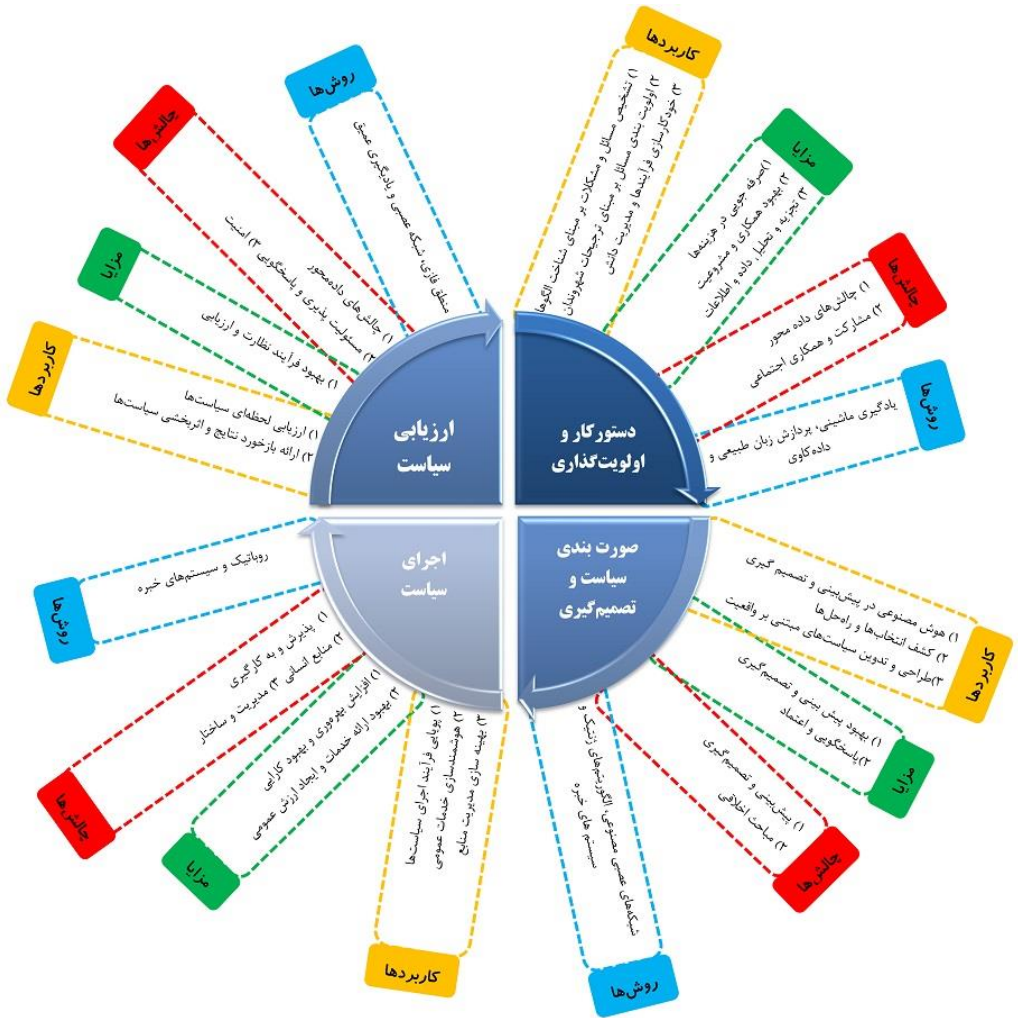 دستورکار و
اولویت‌گذاری
کاربردها
۱) تشخیص مسائل و مشکلات بر مبنای شناخت الگوها
۲) اولویت بندی مسائل بر مبنای ترجیحات شهروندان
۳) خودکارسازی فرآیندها و مدیریت دانش
مزایا
۱)صرفه جویی در هزینه‌ها
۲) بهبود همکاری و مشروعیت
۳) تجزیه و تحلیل داده و اطلاعات
چالش‌ها
۱) چالش‌های داده محور
۲) مشارکت و همکاری اجتماعی
روش‌ها
یادگیری ماشینی، پردازش زبان طبیعی و
داده‌کاوی
صورت بندی
سیاست و
تصمیم‌گیری
کاربردها
۱) هوش مصنوعی در پیش‌بینی و تصمیم گیری
۲) کشف انتخاب‌ها و راه‌حل‌ها
۳)طراحی و تدوین سیاست‌های مبتنی بر واقعیت
مزایا
۱) بهبود پیش بینی و تصمیم‌گیری
۲)پاسخگویی و اعتماد
چالش‌ها
۱) پیش‌بینی و تصمیم‌گیری
۲) مباحث اخلاقی
روش‌ها
شبکه‌های عصبی مصنوعی، الگوریتم‌های ژنتیک و
سیستم های خبره
اجرای
سیاست
کاربردها
۱) پویایی فرآیند اجرای سیاست‌ها
۲) هوشمندسازی خدمات عمومی
۳) بهینه سازی مدیریت منابع
مزایا
۱) افزایش بهره‌وری و بهبود کارایی
۲) بهبود ارائه خدمات و ایجاد ارزش عمومی
چالش‌ها
۱) پذیرش و به کارگیری
۲) منابع انسانی ۳) مدیریت و ساختار
روش‌ها
روباتیک و سیستم‌های خبره
ارزیابی
سیاست
کاربردها
۱) ارزیابی لحظه‌ای سیاست‌ها
۲) ارائه بازخورد نتایج و اثربخشی سیاست‌ها
مزایا
۱) بهبود فرآیند نظارت و ارزیابی
چالش‌ها
۱) چالش‌های داده‌محور
۲) مسئولیت پذیری و پاسخگویی ۳) امنیت
روش‌ها
منطق فازی، شبکه عصبی و یادگیری عمیق